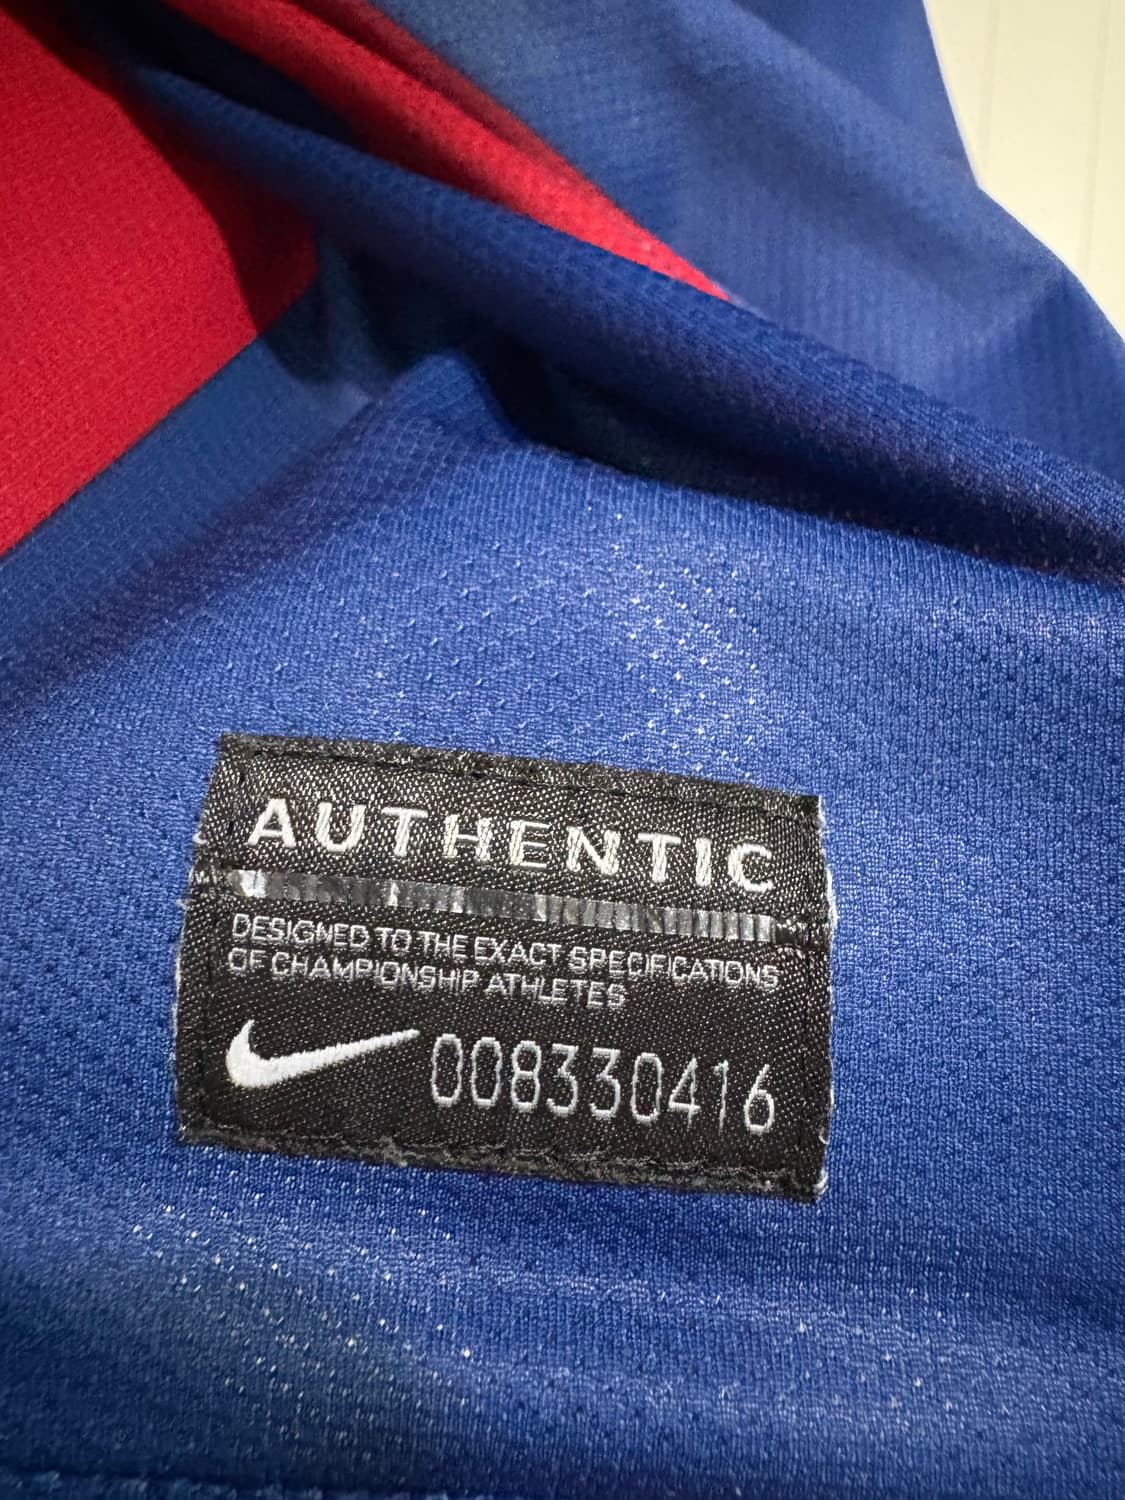 AUTHENTIC
DESIGNED TO THE EXACT SPECIFICATIONS
OF CHAMPIONSHIP ATHLETES
008330416